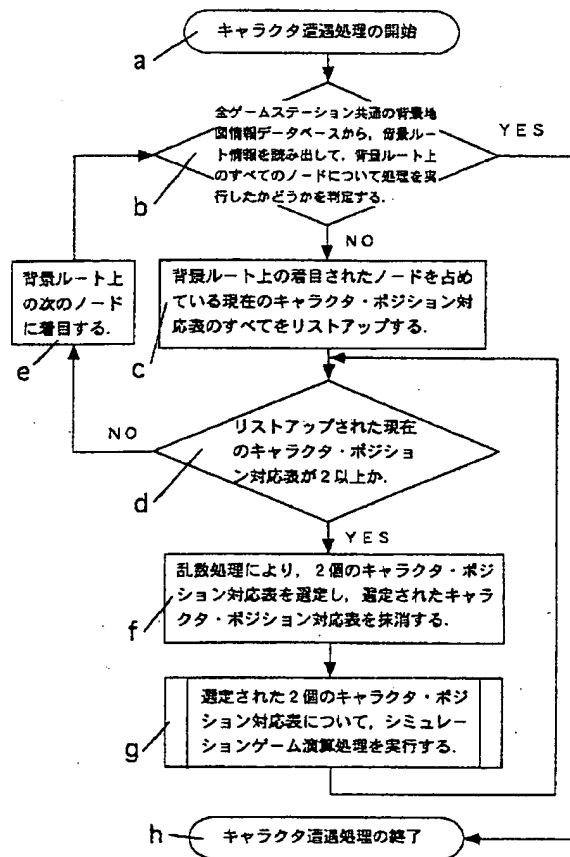 キャラクタ遭遇処理の開始
a
全ゲームステーション共通の背景地
図情報データベースから，背景ルー
ト情報を読み出して，背景ルート上
のすべてのノードについて処理を実
行したかどうかを判定する．
YES
b
NO
背景ルート上
の次のノード
に着目する．
e
背景ルート上の着目されたノードを占め
ている現在のキャラクタ・ポジション対
応表のすべてをリストアップする．
c
NO
リストアップされた現在
のキャラクタ・ポジショ
ン対応表が２以上か．
d
YES
乱数処理により，２個のキャラクタ・ポジ
ション対応表を選定し，選定されたキャラ
クタ・ポジション対応表を抹消する．
f
選定された２個のキャラクタ・ポジ
ション対応表について，シミュレー
ションゲーム演算処理を実行する．
g
h
キャラクタ遭遇処理の終了